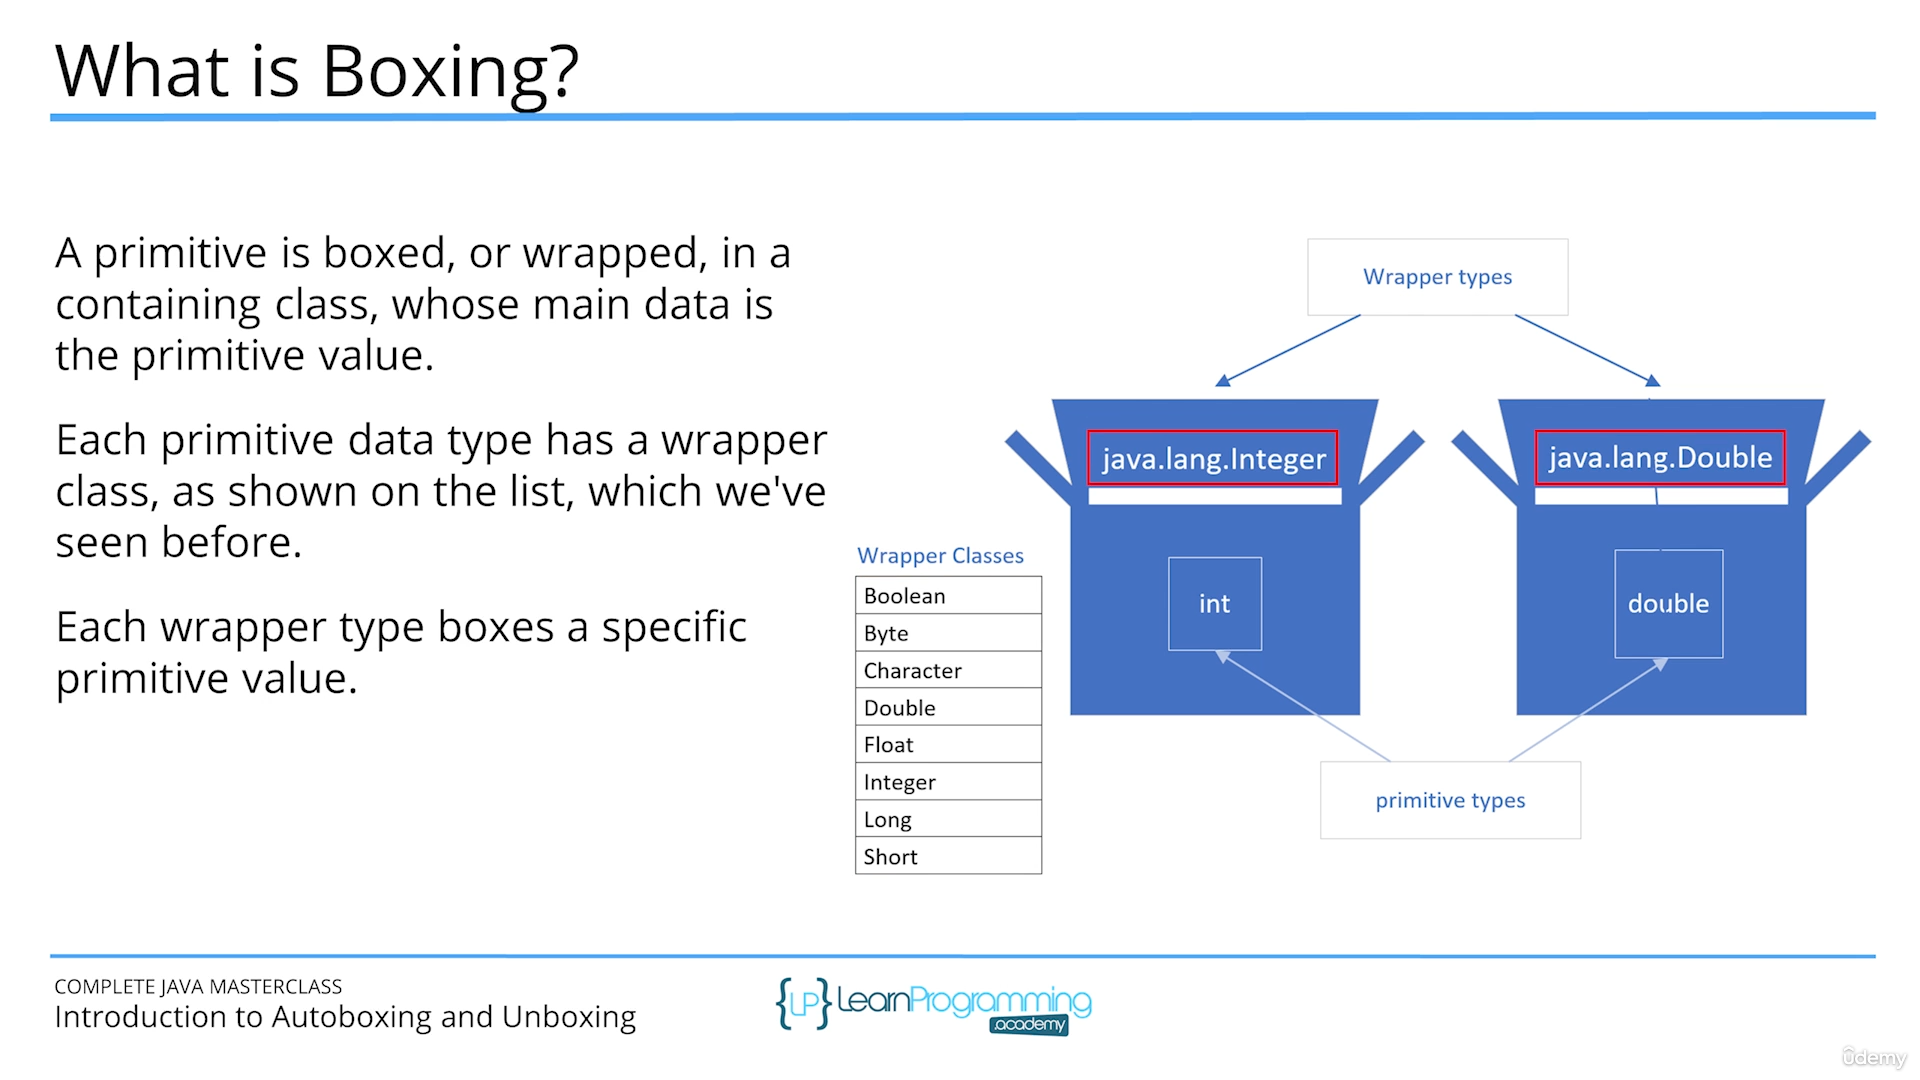 What is Boxing?
A primitive is boxed, or wrapped, in a
containing class, whose main data is
the primitive value.
Each primitive data type has a wrapper
class, as shown on the list, which we've
seen before.
Each wrapper type boxes a specific
primitive value.
Wrapper Classes
Boolean
Byte
Character
Double
Float
Integer
Long
Short
Wrapper types
java.lang.Integer
java.lang.Double
int
double
primitive types
COMPLETE JAVA MASTERCLASS
Introduction to Autoboxing and Unboxing
{LP} LearnProgramming
.academy
ûdemy